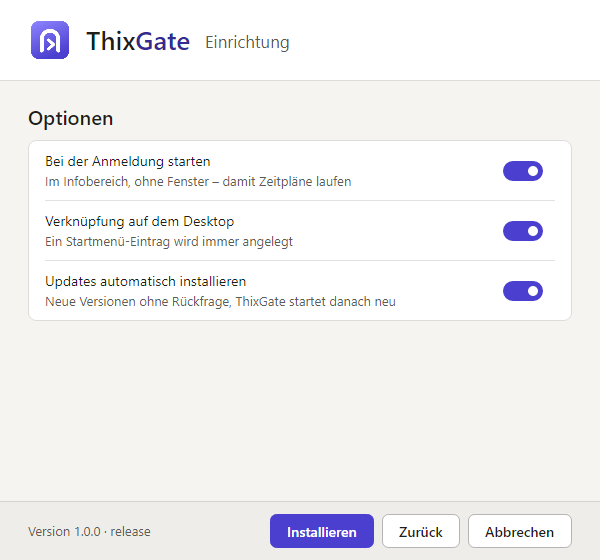 ThixGate Einrichtung
Optionen
Bei der Anmeldung starten
Im Infobereich, ohne Fenster – damit Zeitpläne laufen
Verknüpfung auf dem Desktop
Ein Startmenü-Eintrag wird immer angelegt
Updates automatisch installieren
Neue Versionen ohne Rückfrage, ThixGate startet danach neu
Version 1.0.0 · release
Installieren
Zurück
Abbrechen